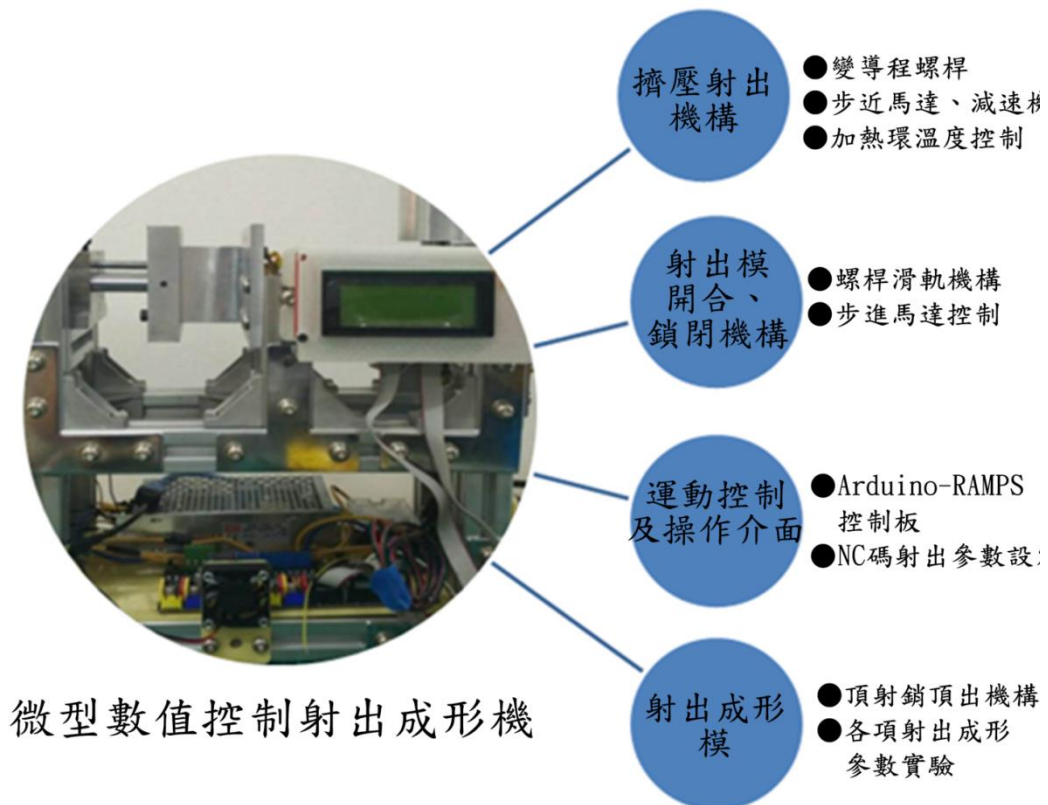 擠壓射出
機構
●變導程螺桿
●步近馬達、減速機
●加熱環溫度控制
射出模
開合、
鎖閉機構
●螺桿滑軌機構
●步進馬達控制
運動控制
及操作介面
●Arduino-RAMPS
控制板
●NC碼射出參數設
射出成形
模
●頂射銷頂出機構
●各項射出成形
參數實驗
微型數值控制射出成形機